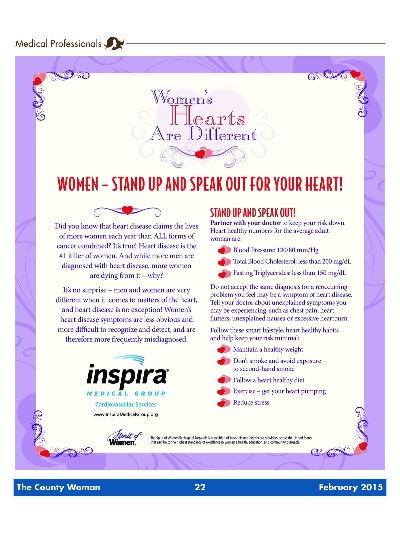 Medical Professionals
Women's
Hearts
Are Different
WOMEN – STAND UP AND SPEAK OUT FOR YOUR HEART!
Did you know that heart disease claims the lives
of more women each year than ALL forms of
cancer combined? It's true! Heart disease is the
#1 killer of women. And while more men are
diagnosed with heart disease, more women
are dying from it – why?
It's no surprise – men and women are very
different when it comes to matters of the heart,
and heart disease is no exception! Women's
heart disease symptoms are less obvious and
more difficult to recognize and detect, and are
therefore more frequently misdiagnosed.
inspira
MEDICAL GROUP
Cardiovascular Services
www.InspiraMedicalGroup.org
STAND UP AND SPEAK OUT!
Partner with your doctor to keep your risk down.
Heart healthy numbers for the average adult
woman are:
Blood Pressure: 120/80 mm/Hg
Total Blood Cholesterol: less than 200 mg/dL
Fasting Triglycerides: less than 150 mg/dL
Do not accept the same diagnosis for a reoccurring
problem you feel may be a symptom of heart disease.
Tell your doctor about unexplained symptoms you
may be experiencing, such as chest pain, heart
flutters, unexplained nausea or excessive heartburn.
Follow these smart lifestyle, heart healthy habits
and help keep your risk minimal:
Maintain a healthy weight
Don't smoke and avoid exposure
to second-hand smoke
Follow a heart healthy diet
Exercise – get your heart pumping
Reduce stress
Spirit of
Women
The County Woman
22
February 2015